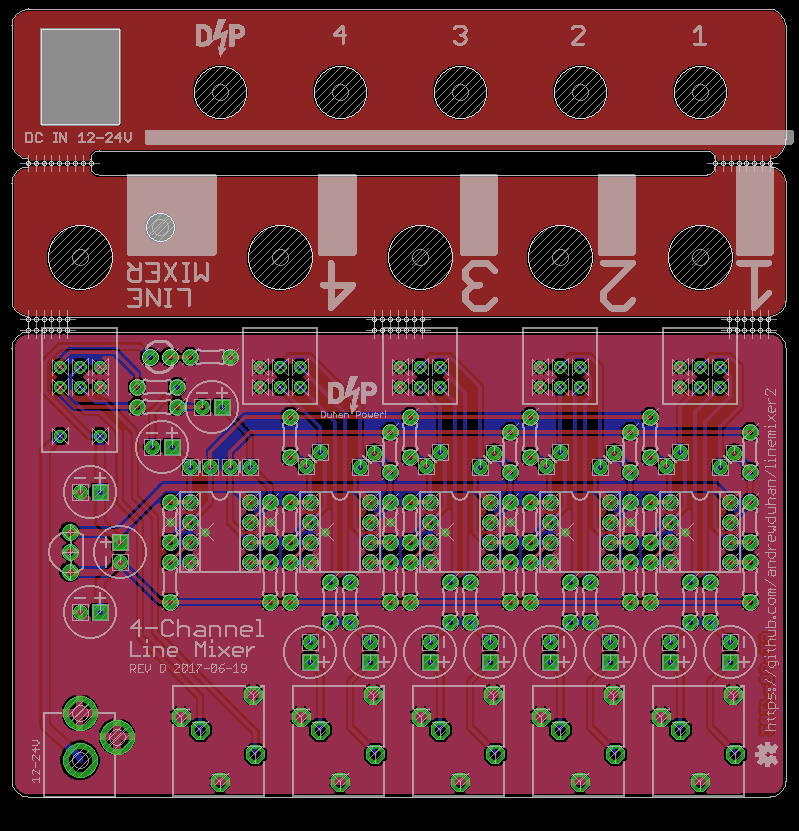 D P 4 3 2 1
DC IN 12-24V
LINE
MIXER
4 3 2 1
D P
Duhan Power!
https://github.com/andrewduhan/linemixer2
4-Channel
Line Mixer
REV D 2017-06-19
12-24V